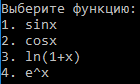 Выберите функцию:
1. sinx
2. cosx
3. ln(1+x)
4. e^x